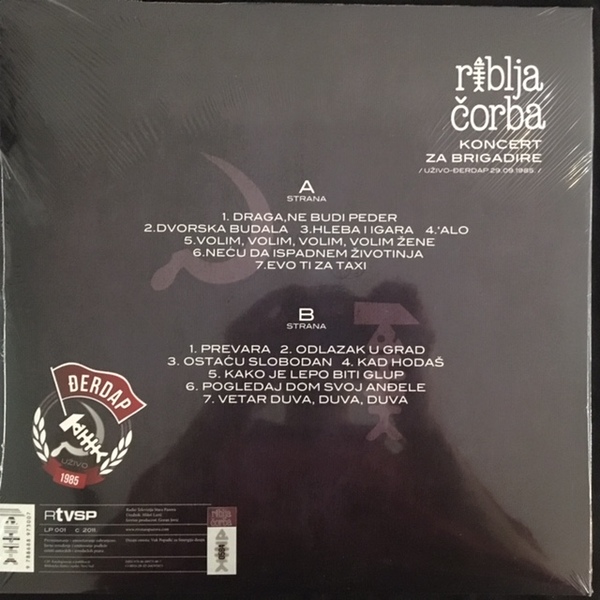 riblja
čorba
KONCERT
ZA BRIGADIRE
/ UŽIVO-ĐERDAP 29.09.1985. /
A
STRANA
1. DRAGA,NE BUDI PEDER
2.DVORSKA BUDALA 3.HLEBA I IGARA 4.'ALO
5.VOLIM, VOLIM, VOLIM, VOLIM ŽENE
6.NEĆU DA ISPADNEM ŽIVOTINJA
7.EVO TI ZA TAXI
B
STRANA
1. PREVARA 2. ODLAZAK U GRAD
3. OSTAĆU SLOBODAN 4. KAD HODAŠ
5. KAKO JE LEPO BITI GLUP
6. POGLEDAJ DOM SVOJ ANĐELE
7. VETAR DUVA, DUVA, DUVA
ĐERDAP
UŽIVO
1985
RTVSP
LP 001 © 2011.
riblja
čorba